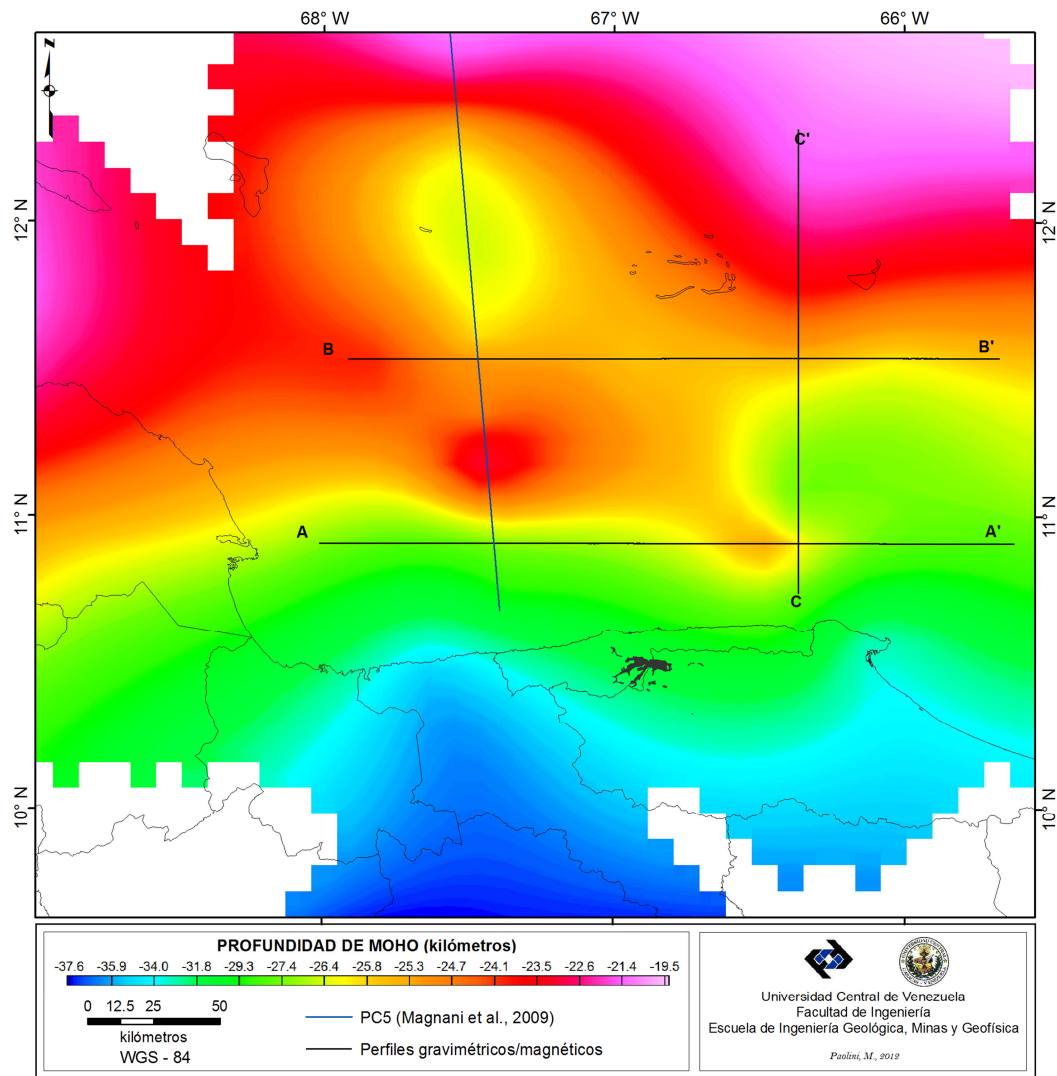 68° W 67° W 66° W
N
C'
12° N 12° N
B B'
11° N 11° N
A A'
C
10° N 10° N
PROFUNDIDAD DE MOHO (kilómetros)
-37.6 -35.9 -34.0 -31.8 -29.3 -27.4 -26.4 -25.8 -25.3 -24.7 -24.1 -23.5 -22.6 -21.4 -19.5
0 12.5 25 50
kilómetros
WGS - 84
PC5 (Magnani et al., 2009)
Perfiles gravimétricos/magnéticos
Universidad Central de Venezuela
Facultad de Ingeniería
Escuela de Ingeniería Geológica, Minas y Geofísica
Paolini, M., 2012